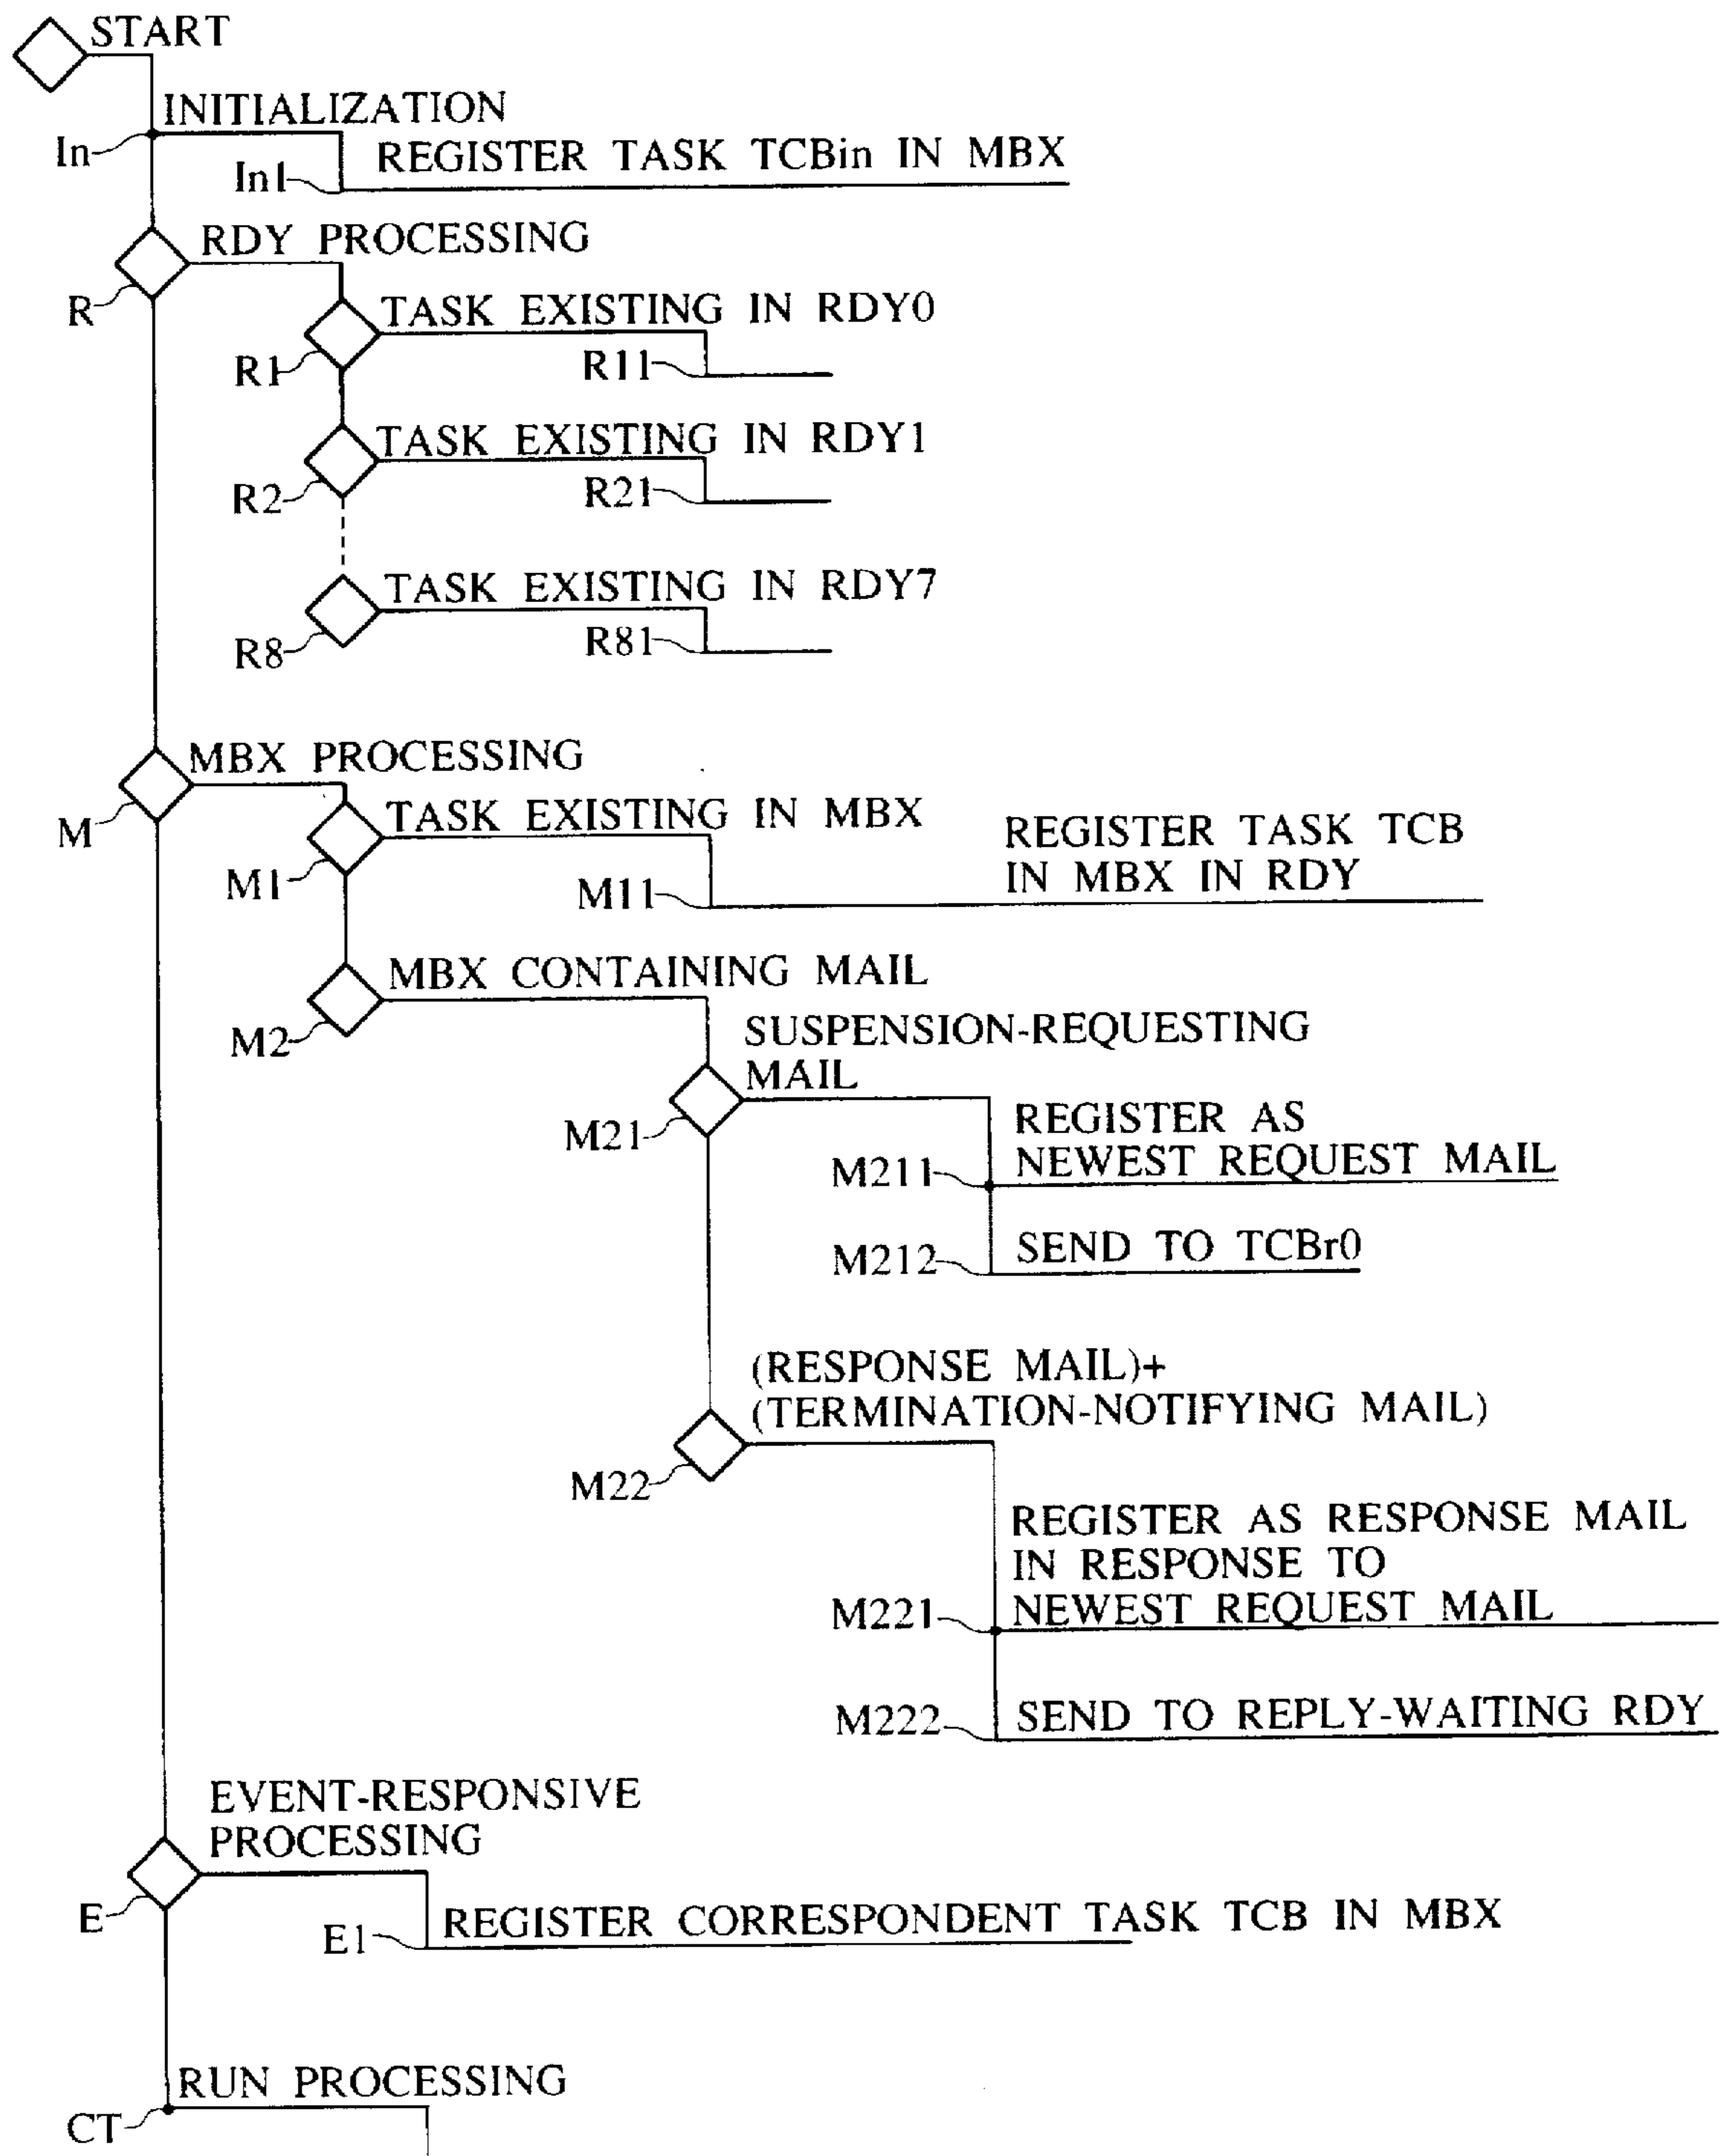 START
INITIALIZATION
In
REGISTER TASK TCBin IN MBX
In1
RDY PROCESSING
R
TASK EXISTING IN RDY0
R1
R11
TASK EXISTING IN RDY1
R2
R21
TASK EXISTING IN RDY7
R8
R81
MBX PROCESSING
M
TASK EXISTING IN MBX
M1
REGISTER TASK TCB
IN MBX IN RDY
M11
MBX CONTAINING MAIL
M2
SUSPENSION-REQUESTING
MAIL
M21
REGISTER AS
NEWEST REQUEST MAIL
M211
SEND TO TCBr0
M212
(RESPONSE MAIL)+
(TERMINATION-NOTIFYING MAIL)
M22
REGISTER AS RESPONSE MAIL
IN RESPONSE TO
NEWEST REQUEST MAIL
M221
SEND TO REPLY-WAITING RDY
M222
EVENT-RESPONSIVE
PROCESSING
E
REGISTER CORRESPONDENT TASK TCB IN MBX
E1
RUN PROCESSING
CT